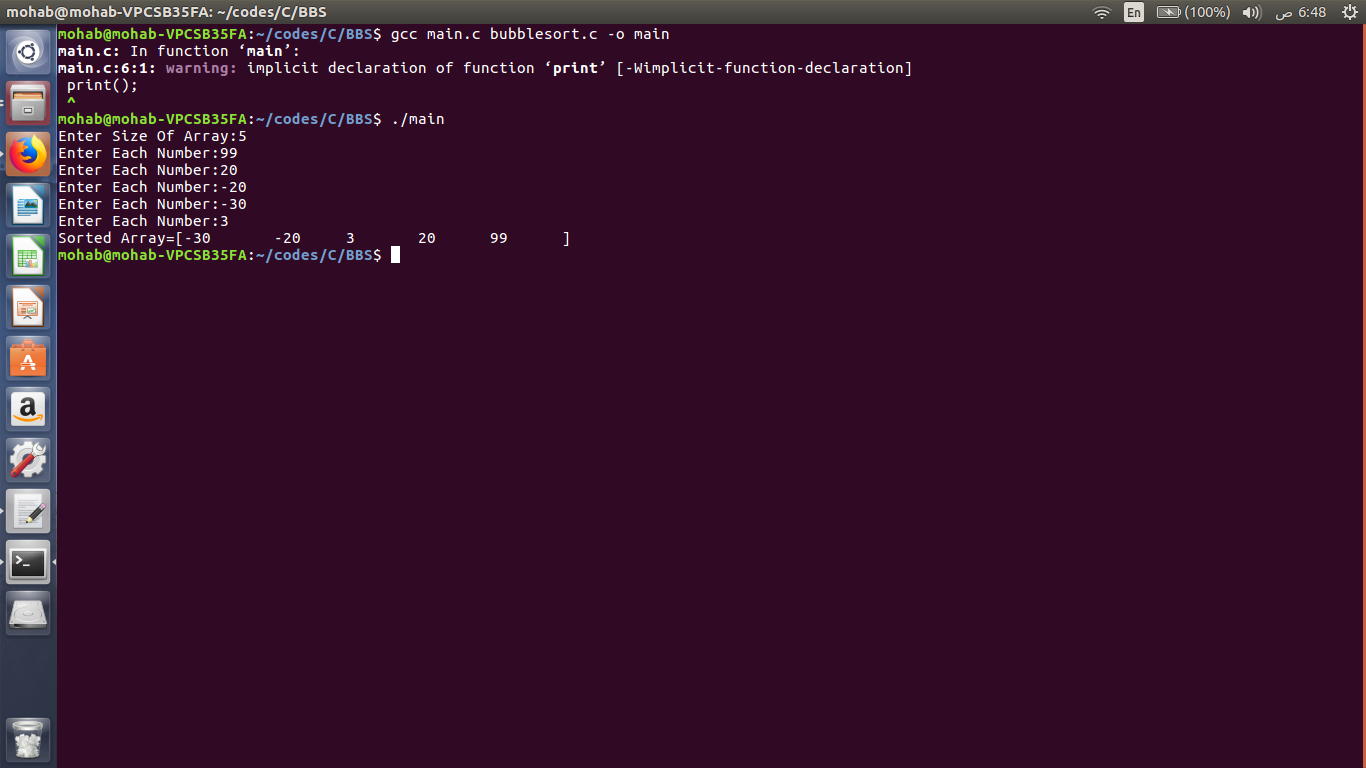 mohab@mohab-VPCSB35FA: ~/codes/C/BBS
En (100%) 6:48 ص
mohab@mohab-VPCSB35FA:~/codes/C/BBS$ gcc main.c bubblesort.c -o main
main.c: In function ‘main’:
main.c:6:1: warning: implicit declaration of function ‘print’ [-Wimplicit-function-declaration]
 print();
 ^
mohab@mohab-VPCSB35FA:~/codes/C/BBS$ ./main
Enter Size Of Array:5
Enter Each Number:99
Enter Each Number:20
Enter Each Number:-20
Enter Each Number:-30
Enter Each Number:3
Sorted Array=[-30       -20     3       20      99      ]
mohab@mohab-VPCSB35FA:~/codes/C/BBS$